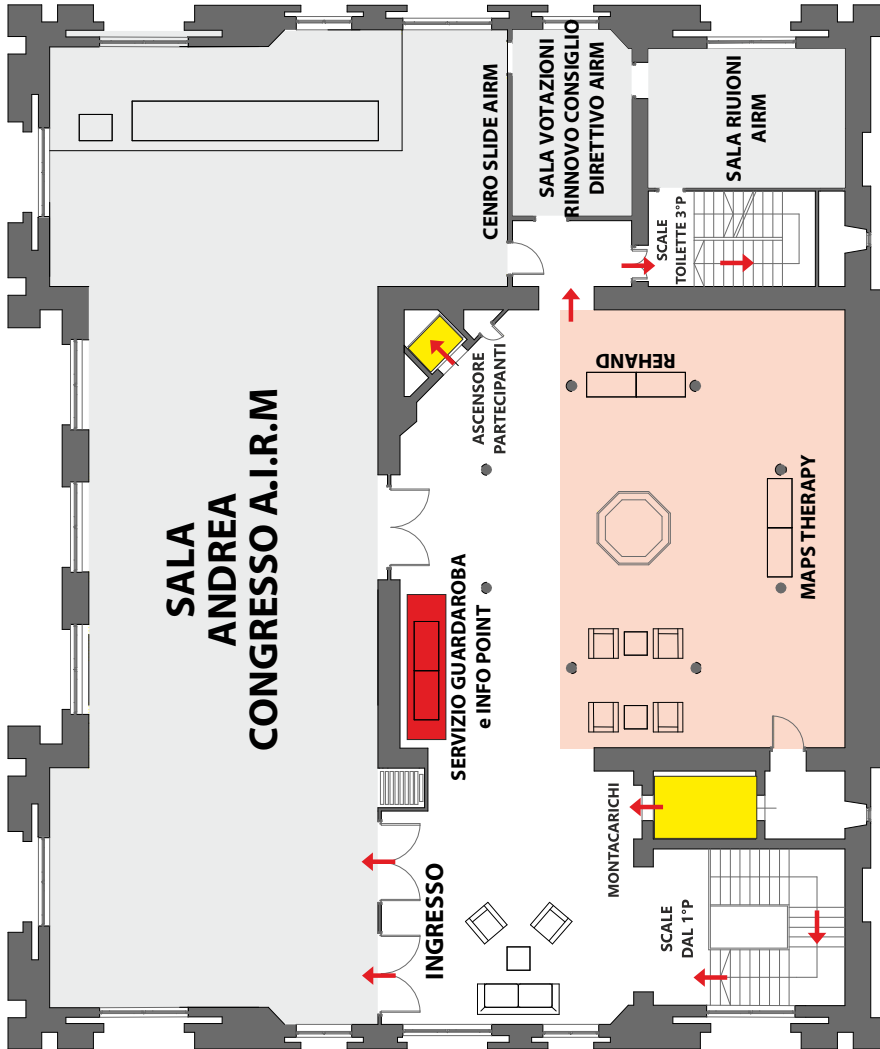 SALA
ANDREA
CONGRESSO A.I.R.M
CENRO SLIDE AIRM
SALA VOTAZIONI
RINNOVO CONSIGLIO
DIRETTIVO AIRM
SALA RIUIONI
AIRM
SCALE
TOILETTE 3°P
ASCENSORE
PARTECIPANTI
REHAND
MAPS THERAPY
SERVIZIO GUARDAROBA
e INFO POINT
INGRESSO
MONTACARICHI
SCALE
DAL 1°P